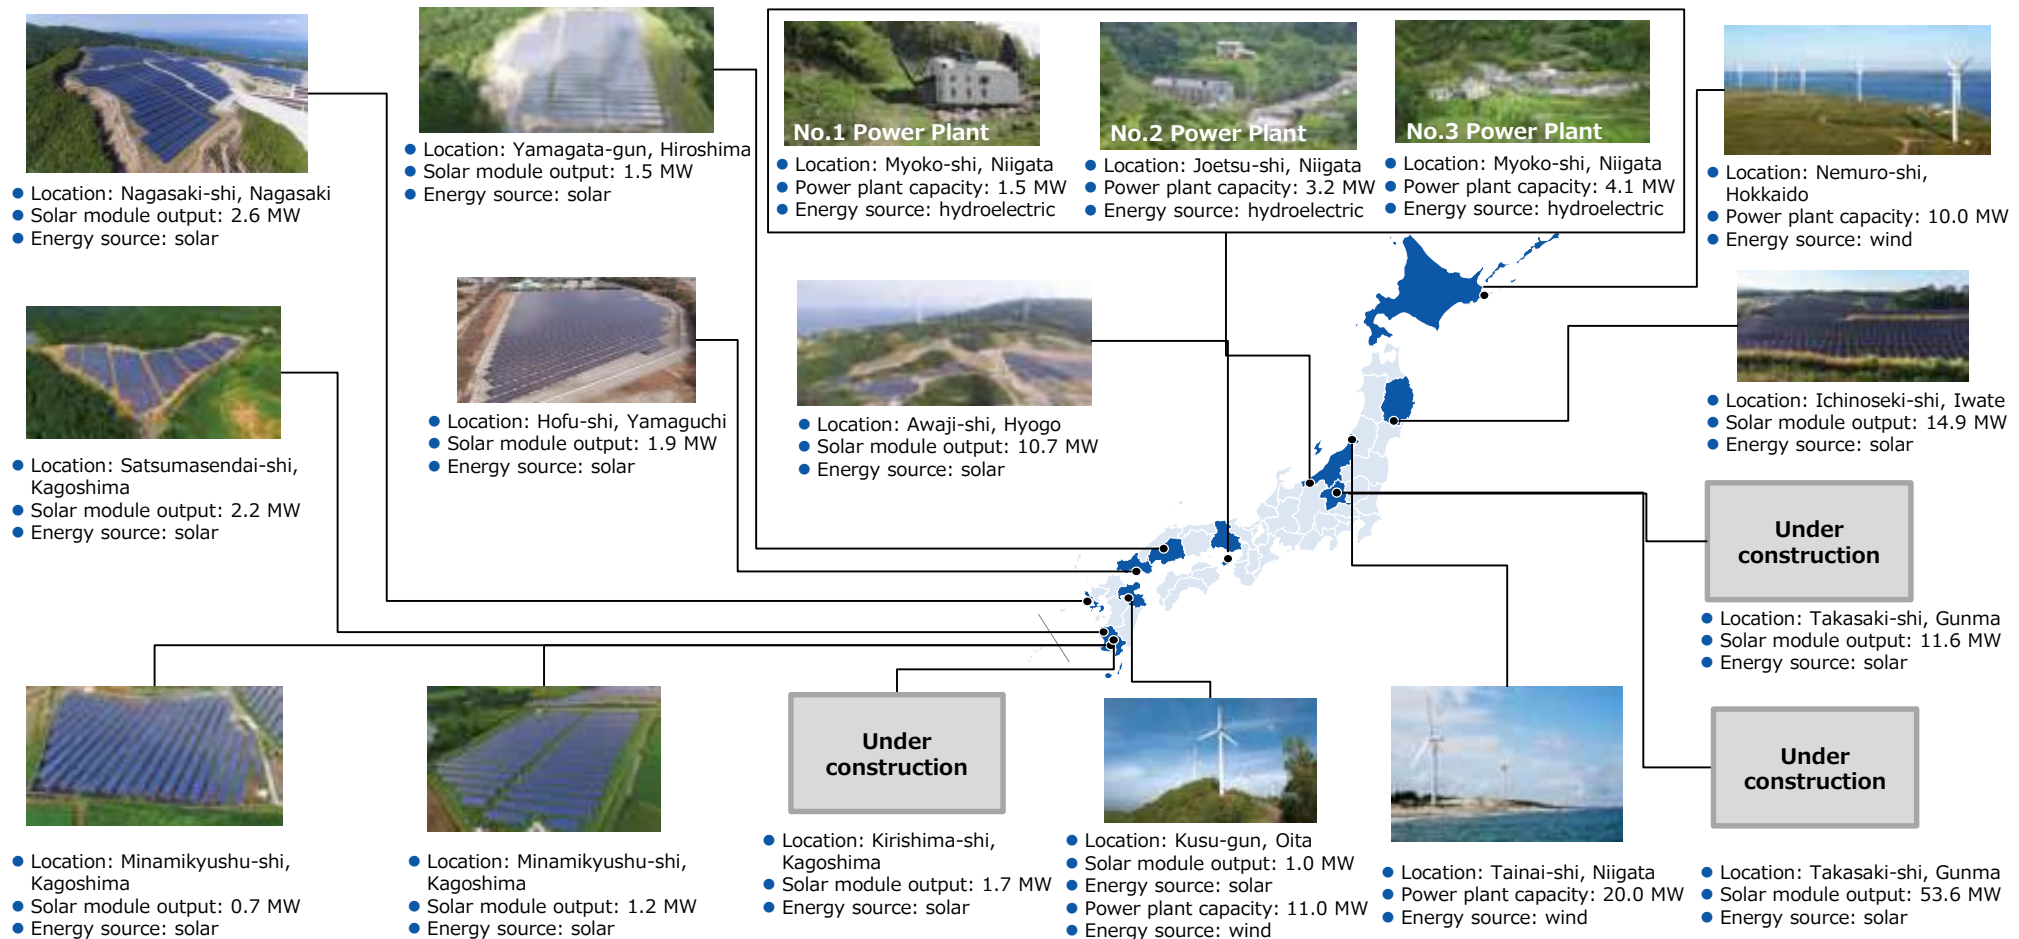 ● Location: Nagasaki-shi, Nagasaki
● Solar module output: 2.6 MW
● Energy source: solar
● Location: Yamagata-gun, Hiroshima
● Solar module output: 1.5 MW
● Energy source: solar
No.1 Power Plant
● Location: Myoko-shi, Niigata
● Power plant capacity: 1.5 MW
● Energy source: hydroelectric
No.2 Power Plant
● Location: Joetsu-shi, Niigata
● Power plant capacity: 3.2 MW
● Energy source: hydroelectric
No.3 Power Plant
● Location: Myoko-shi, Niigata
● Power plant capacity: 4.1 MW
● Energy source: hydroelectric
● Location: Nemuro-shi,
Hokkaido
● Power plant capacity: 10.0 MW
● Energy source: wind
● Location: Satsumasendai-shi,
Kagoshima
● Solar module output: 2.2 MW
● Energy source: solar
● Location: Hofu-shi, Yamaguchi
● Solar module output: 1.9 MW
● Energy source: solar
● Location: Awaji-shi, Hyogo
● Solar module output: 10.7 MW
● Energy source: solar
● Location: Ichinoseki-shi, Iwate
● Solar module output: 14.9 MW
● Energy source: solar
Under
construction
● Location: Takasaki-shi, Gunma
● Solar module output: 11.6 MW
● Energy source: solar
● Location: Minamikyushu-shi,
Kagoshima
● Solar module output: 0.7 MW
● Energy source: solar
● Location: Minamikyushu-shi,
Kagoshima
● Solar module output: 1.2 MW
● Energy source: solar
Under
construction
● Location: Kirishima-shi,
Kagoshima
● Solar module output: 1.7 MW
● Energy source: solar
● Location: Kusu-gun, Oita
● Solar module output: 1.0 MW
● Energy source: solar
● Power plant capacity: 11.0 MW
● Energy source: wind
● Location: Tainai-shi, Niigata
● Power plant capacity: 20.0 MW
● Energy source: wind
Under
construction
● Location: Takasaki-shi, Gunma
● Solar module output: 53.6 MW
● Energy source: solar